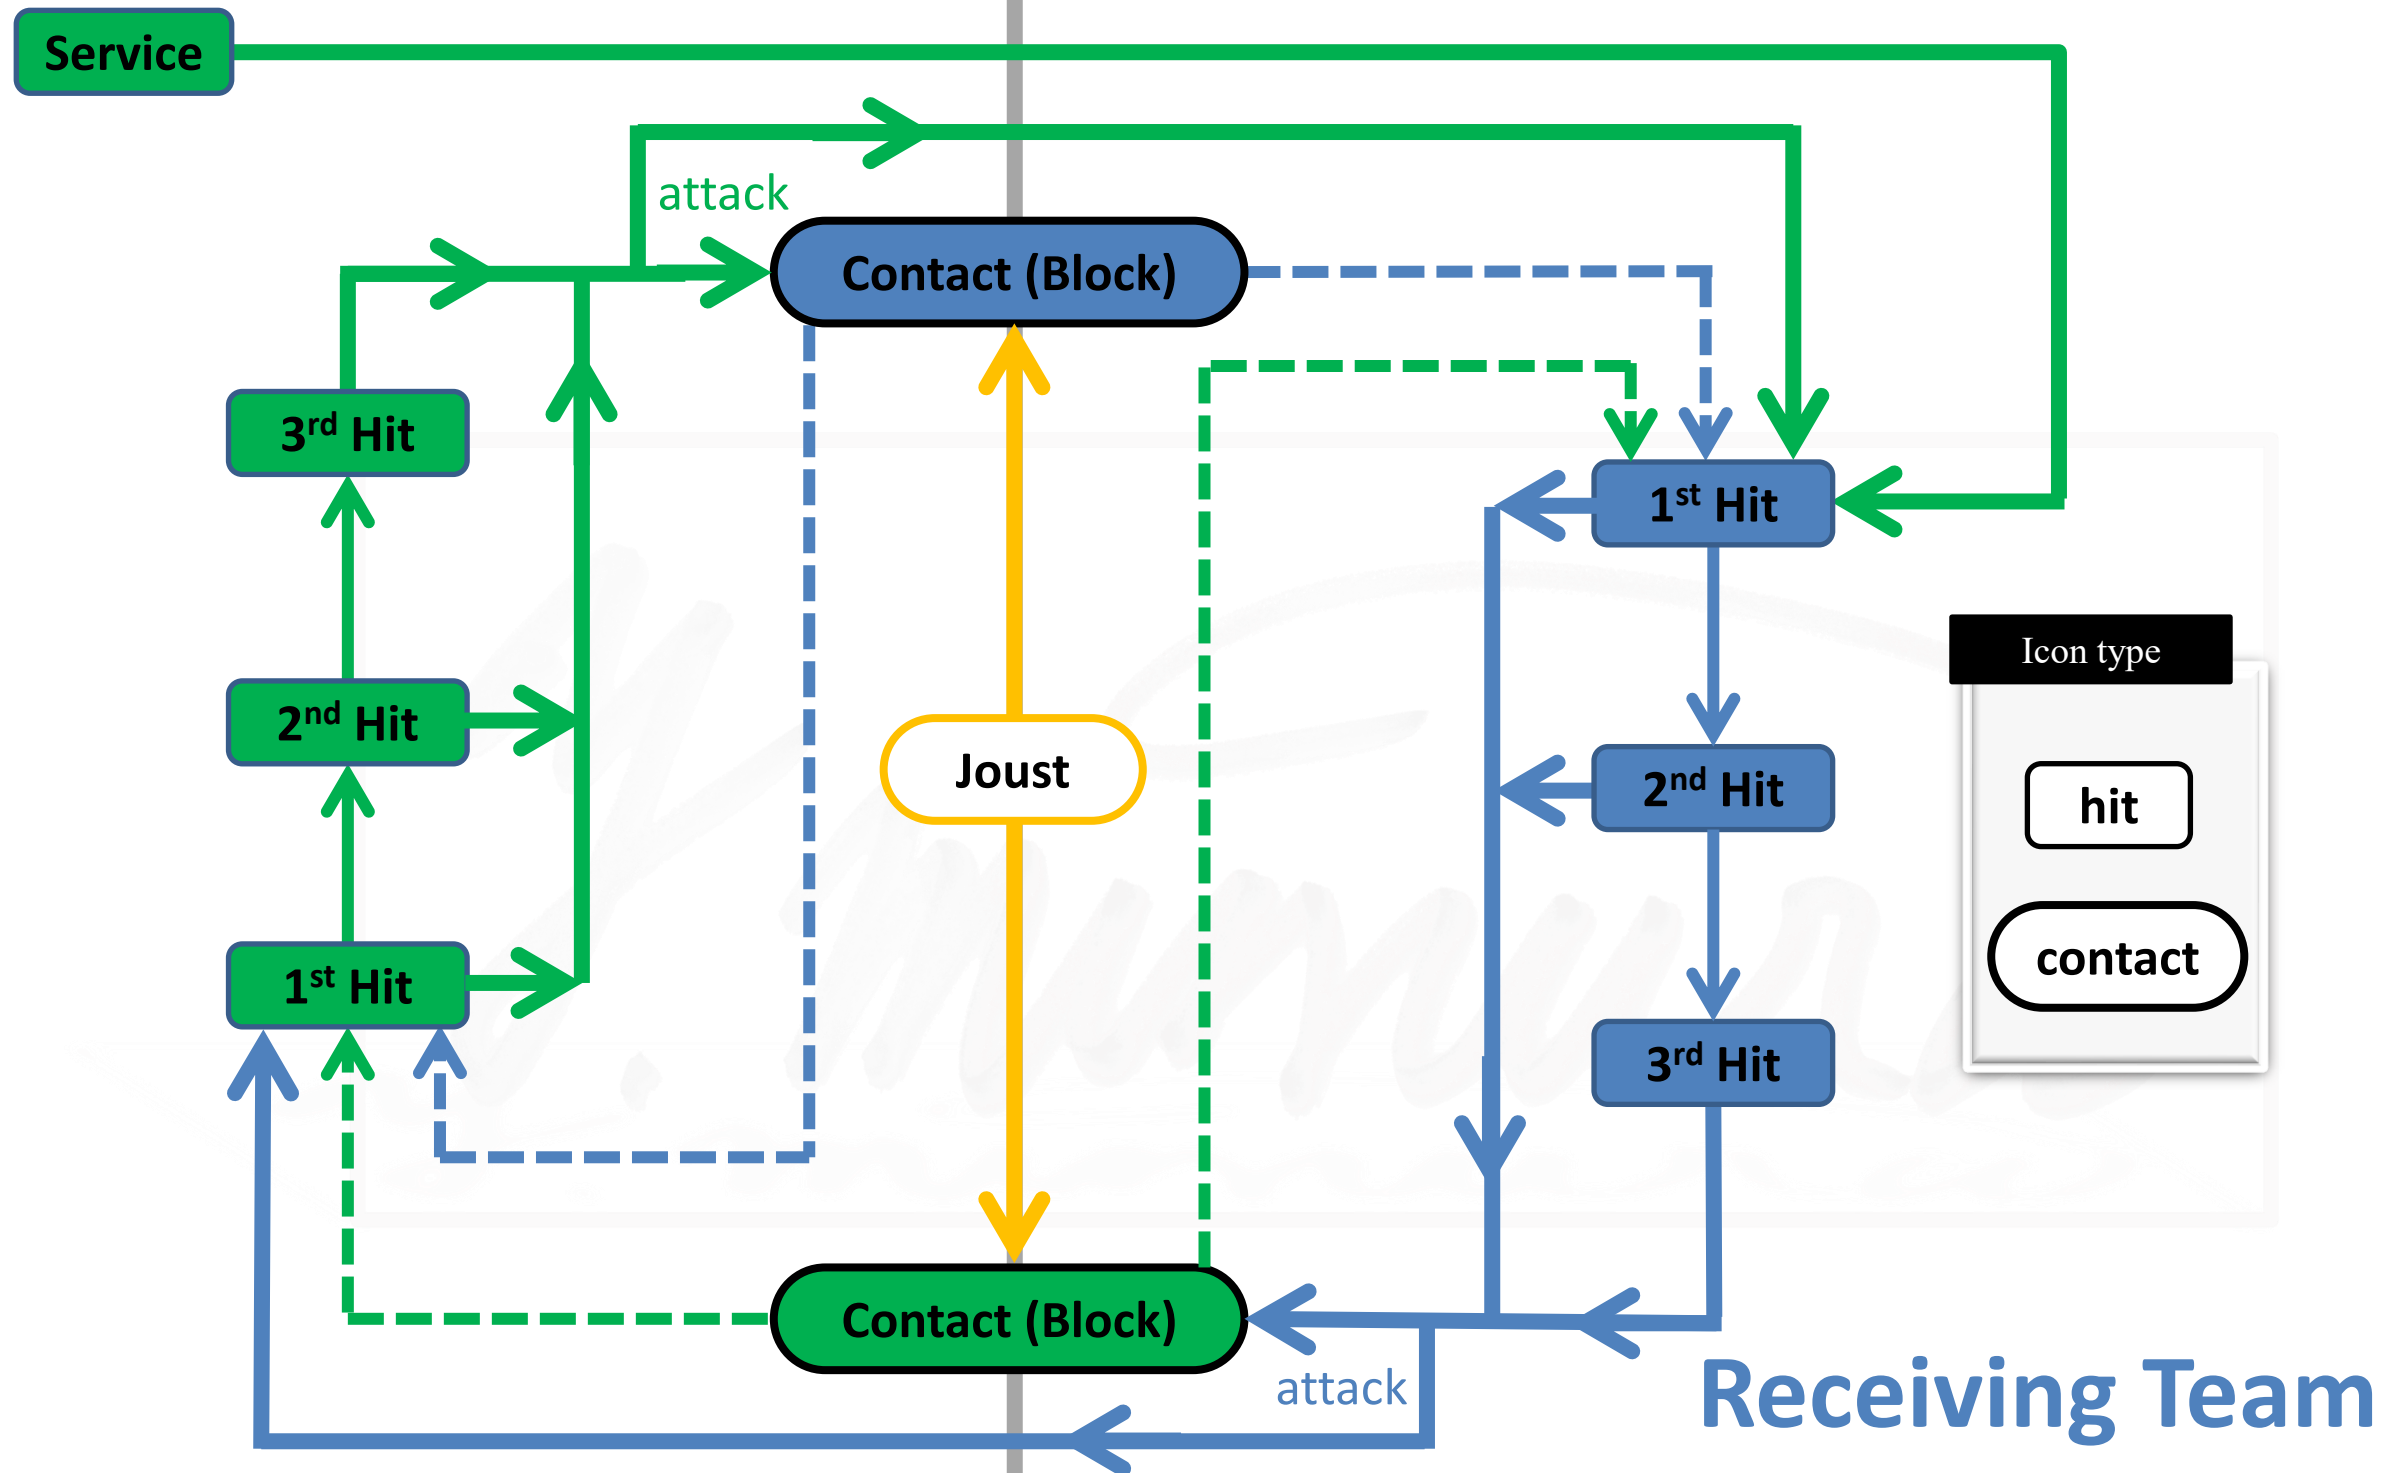 Service
attack
Contact (Block)
3rd Hit
1st Hit
Icon type
2nd Hit
Joust
2nd Hit
hit
contact
1st Hit
3rd Hit
Contact (Block)
attack
Receiving Team